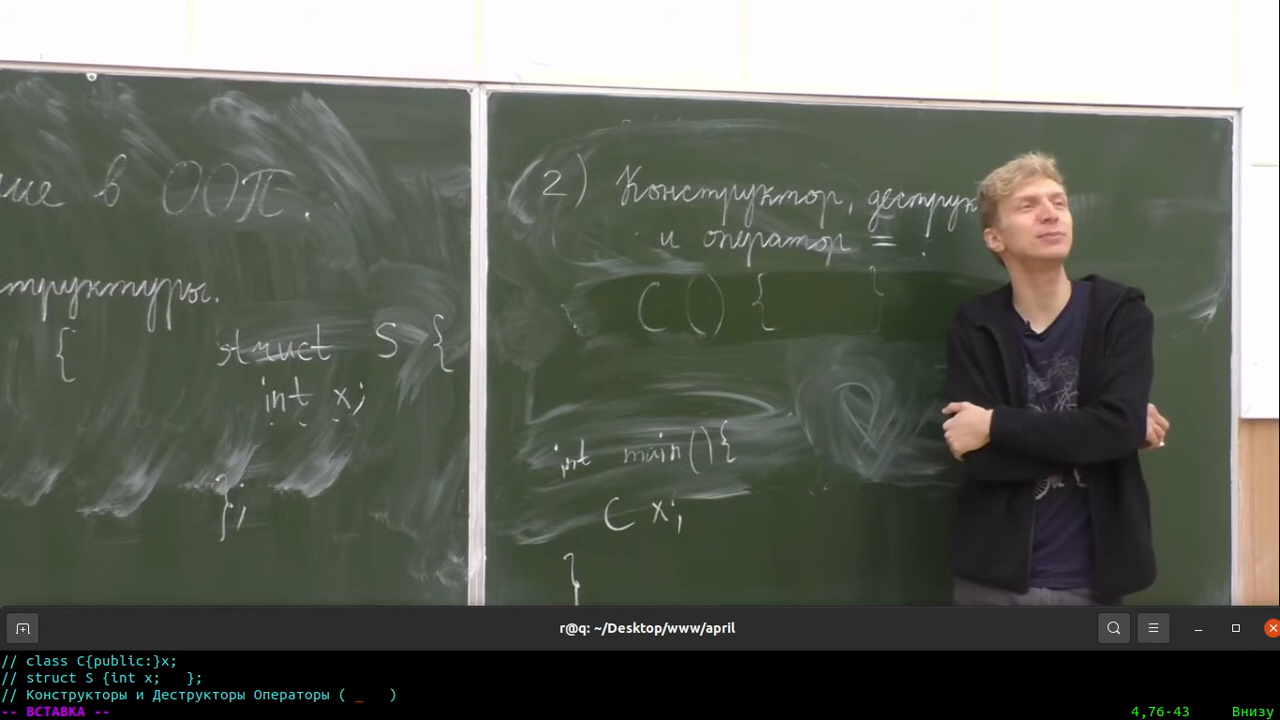 в ООП.
структуры.
{
struct S {
int x;
};
2) Конструктор, деструк
и оператор =.
C() { }
int main(){
C x;
}
r@q: ~/Desktop/www/april
// class C{public:}x;
// struct S {int x;   };
// Конструкторы и Деструкторы Операторы ( _   )
-- ВСТАВКА --
4,76-43
Внизу